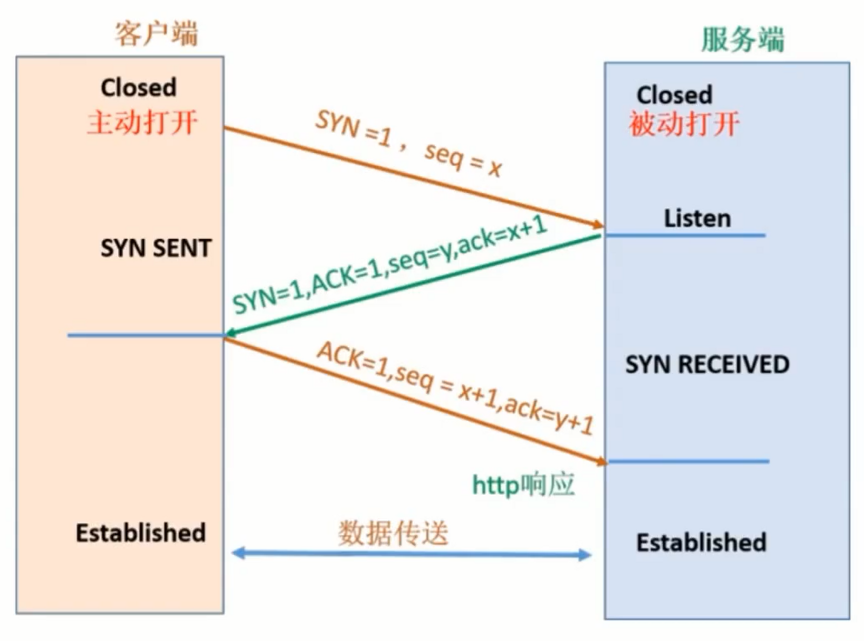 客户端
服务端
Closed
主动打开
Closed
被动打开
SYN =1 ，seq = x
Listen
SYN SENT
SYN=1,ACK=1,seq=y,ack=x+1
ACK=1,seq = x+1,ack=y+1
SYN RECEIVED
http响应
数据传送
Established
Established